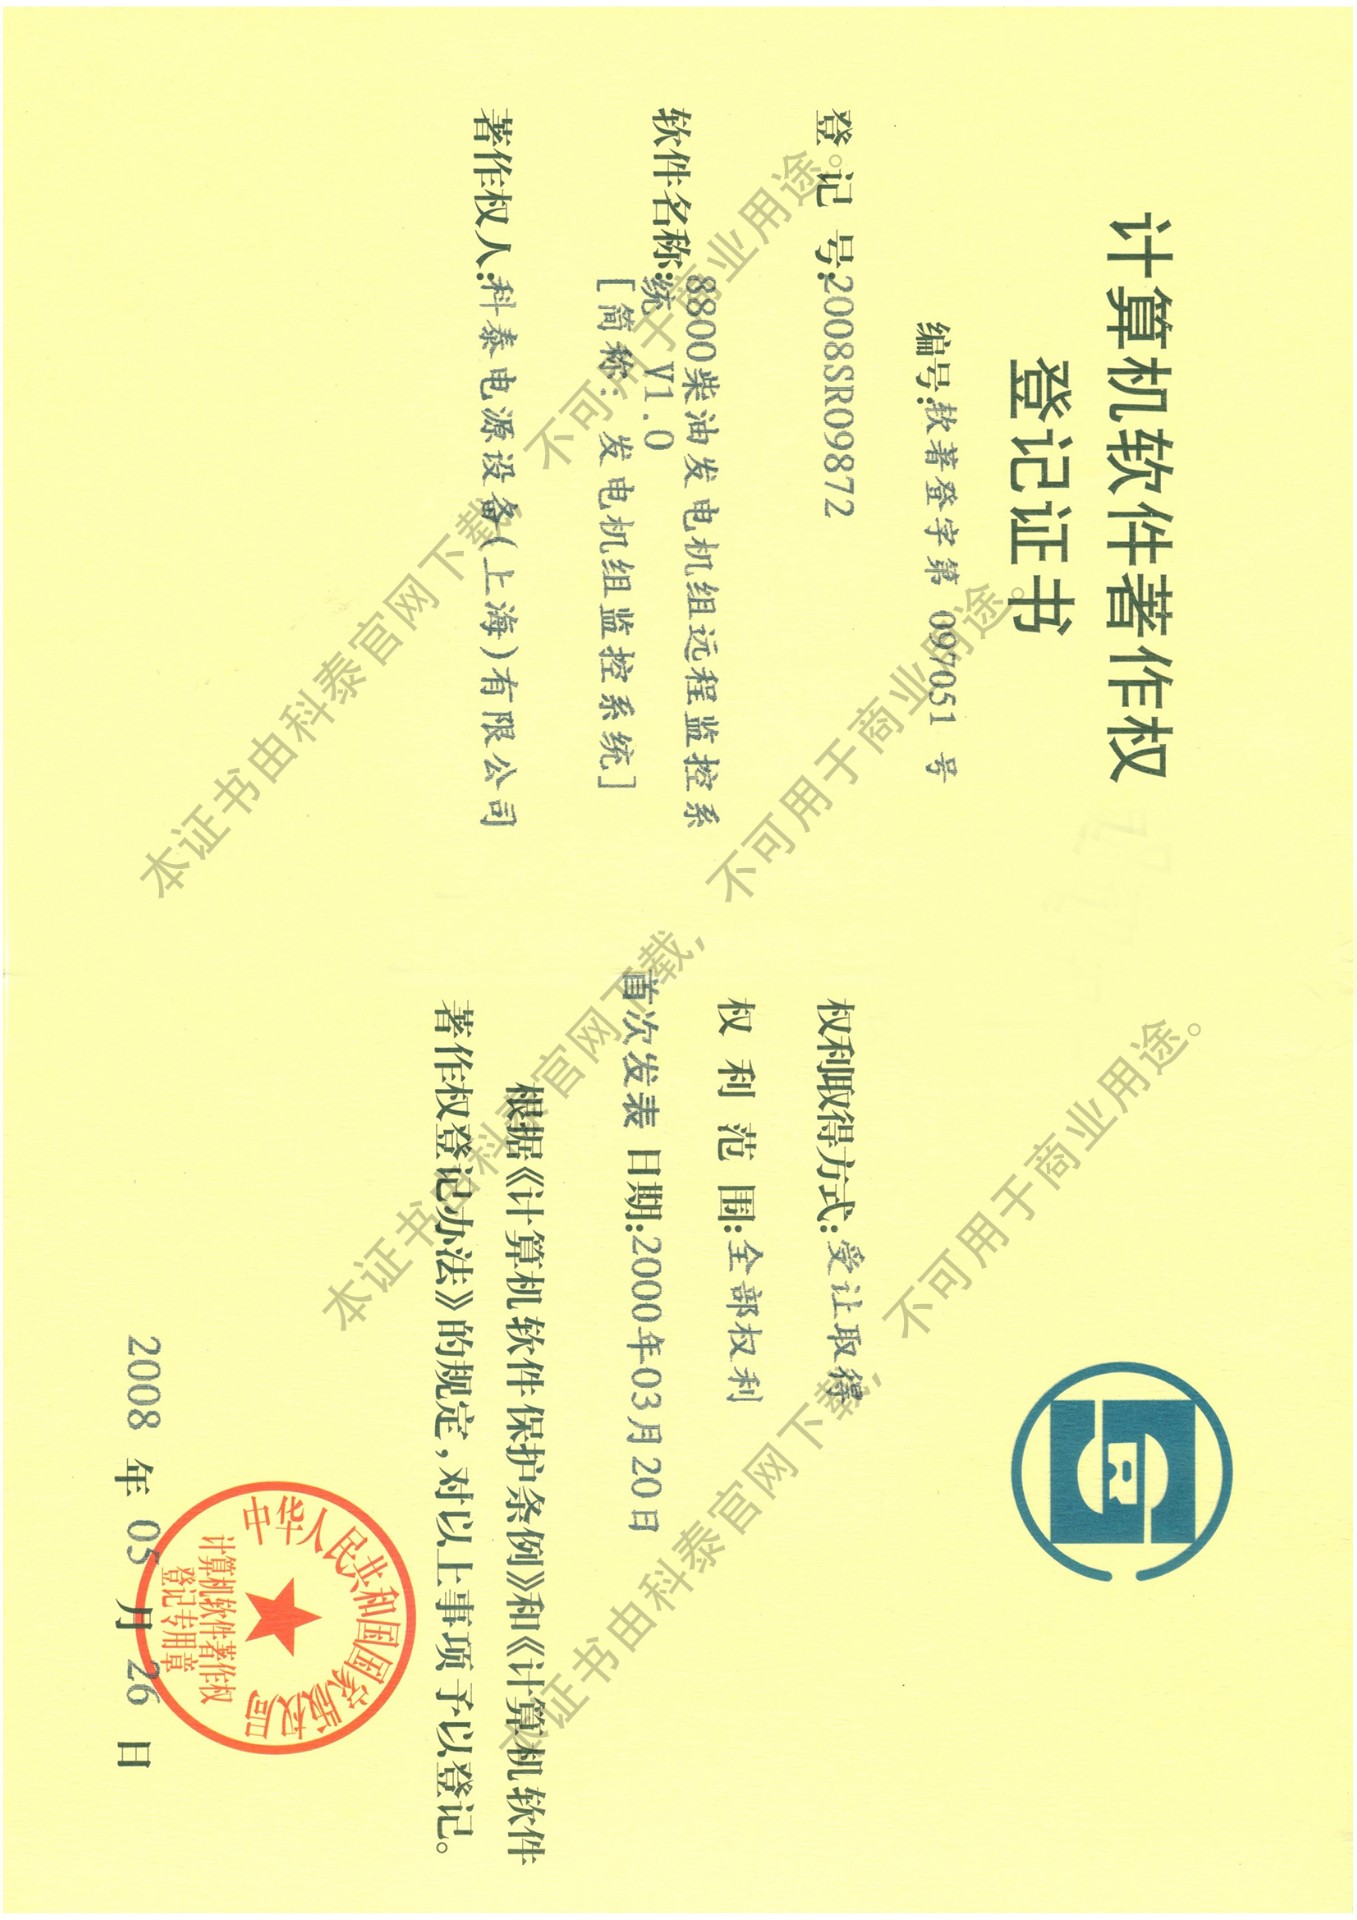 计算机软件著作权
登记证书
编号:软著登字第 097051 号
登 记 号:2008SR09872
软件名称:8800柴油发电机组远程监控系
统 V1.0
[简称: 发电机组监控系统]
著作权人:科泰电源设备(上海)有限公司
权利取得方式:受让取得
权 利 范 围:全部权利
首次发表 日期:2000年03月20日
根据《计算机软件保护条例》和《计算机软件
著作权登记办法》的规定,对以上事项予以登记。
中华人民共和国国家版权局
计算机软件著作权
登记专用章
2008 年 05 月 26 日
本证书由科泰官网下载,不可用于商业用途。
本证书由科泰官网下载,不可用于商业用途。
本证书由科泰官网下载,不可用于商业用途。